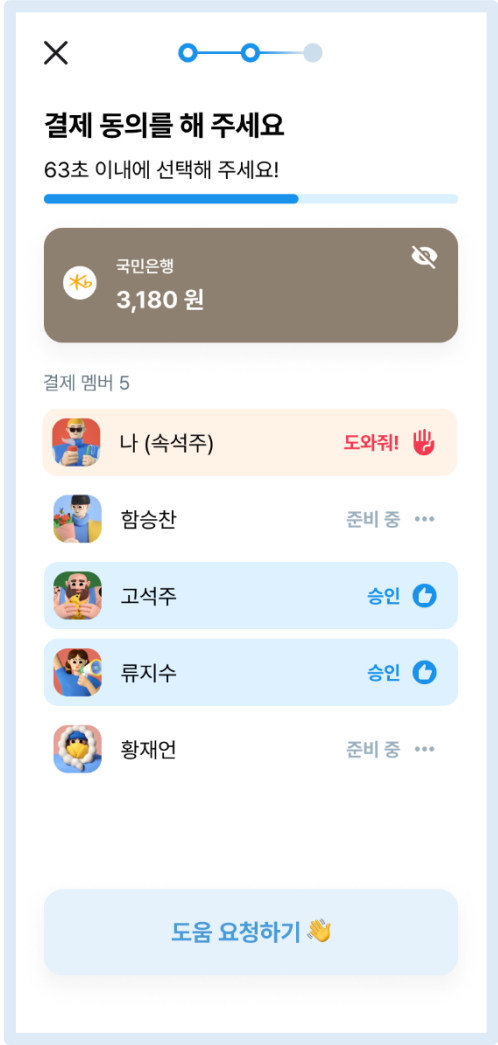 결제 동의를 해 주세요
63초 이내에 선택해 주세요!
국민은행
3,180 원
결제 멤버 5
나 (속석주) 도와줘!
함승찬 준비 중
고석주 승인
류지수 승인
황재언 준비 중
도움 요청하기 👋